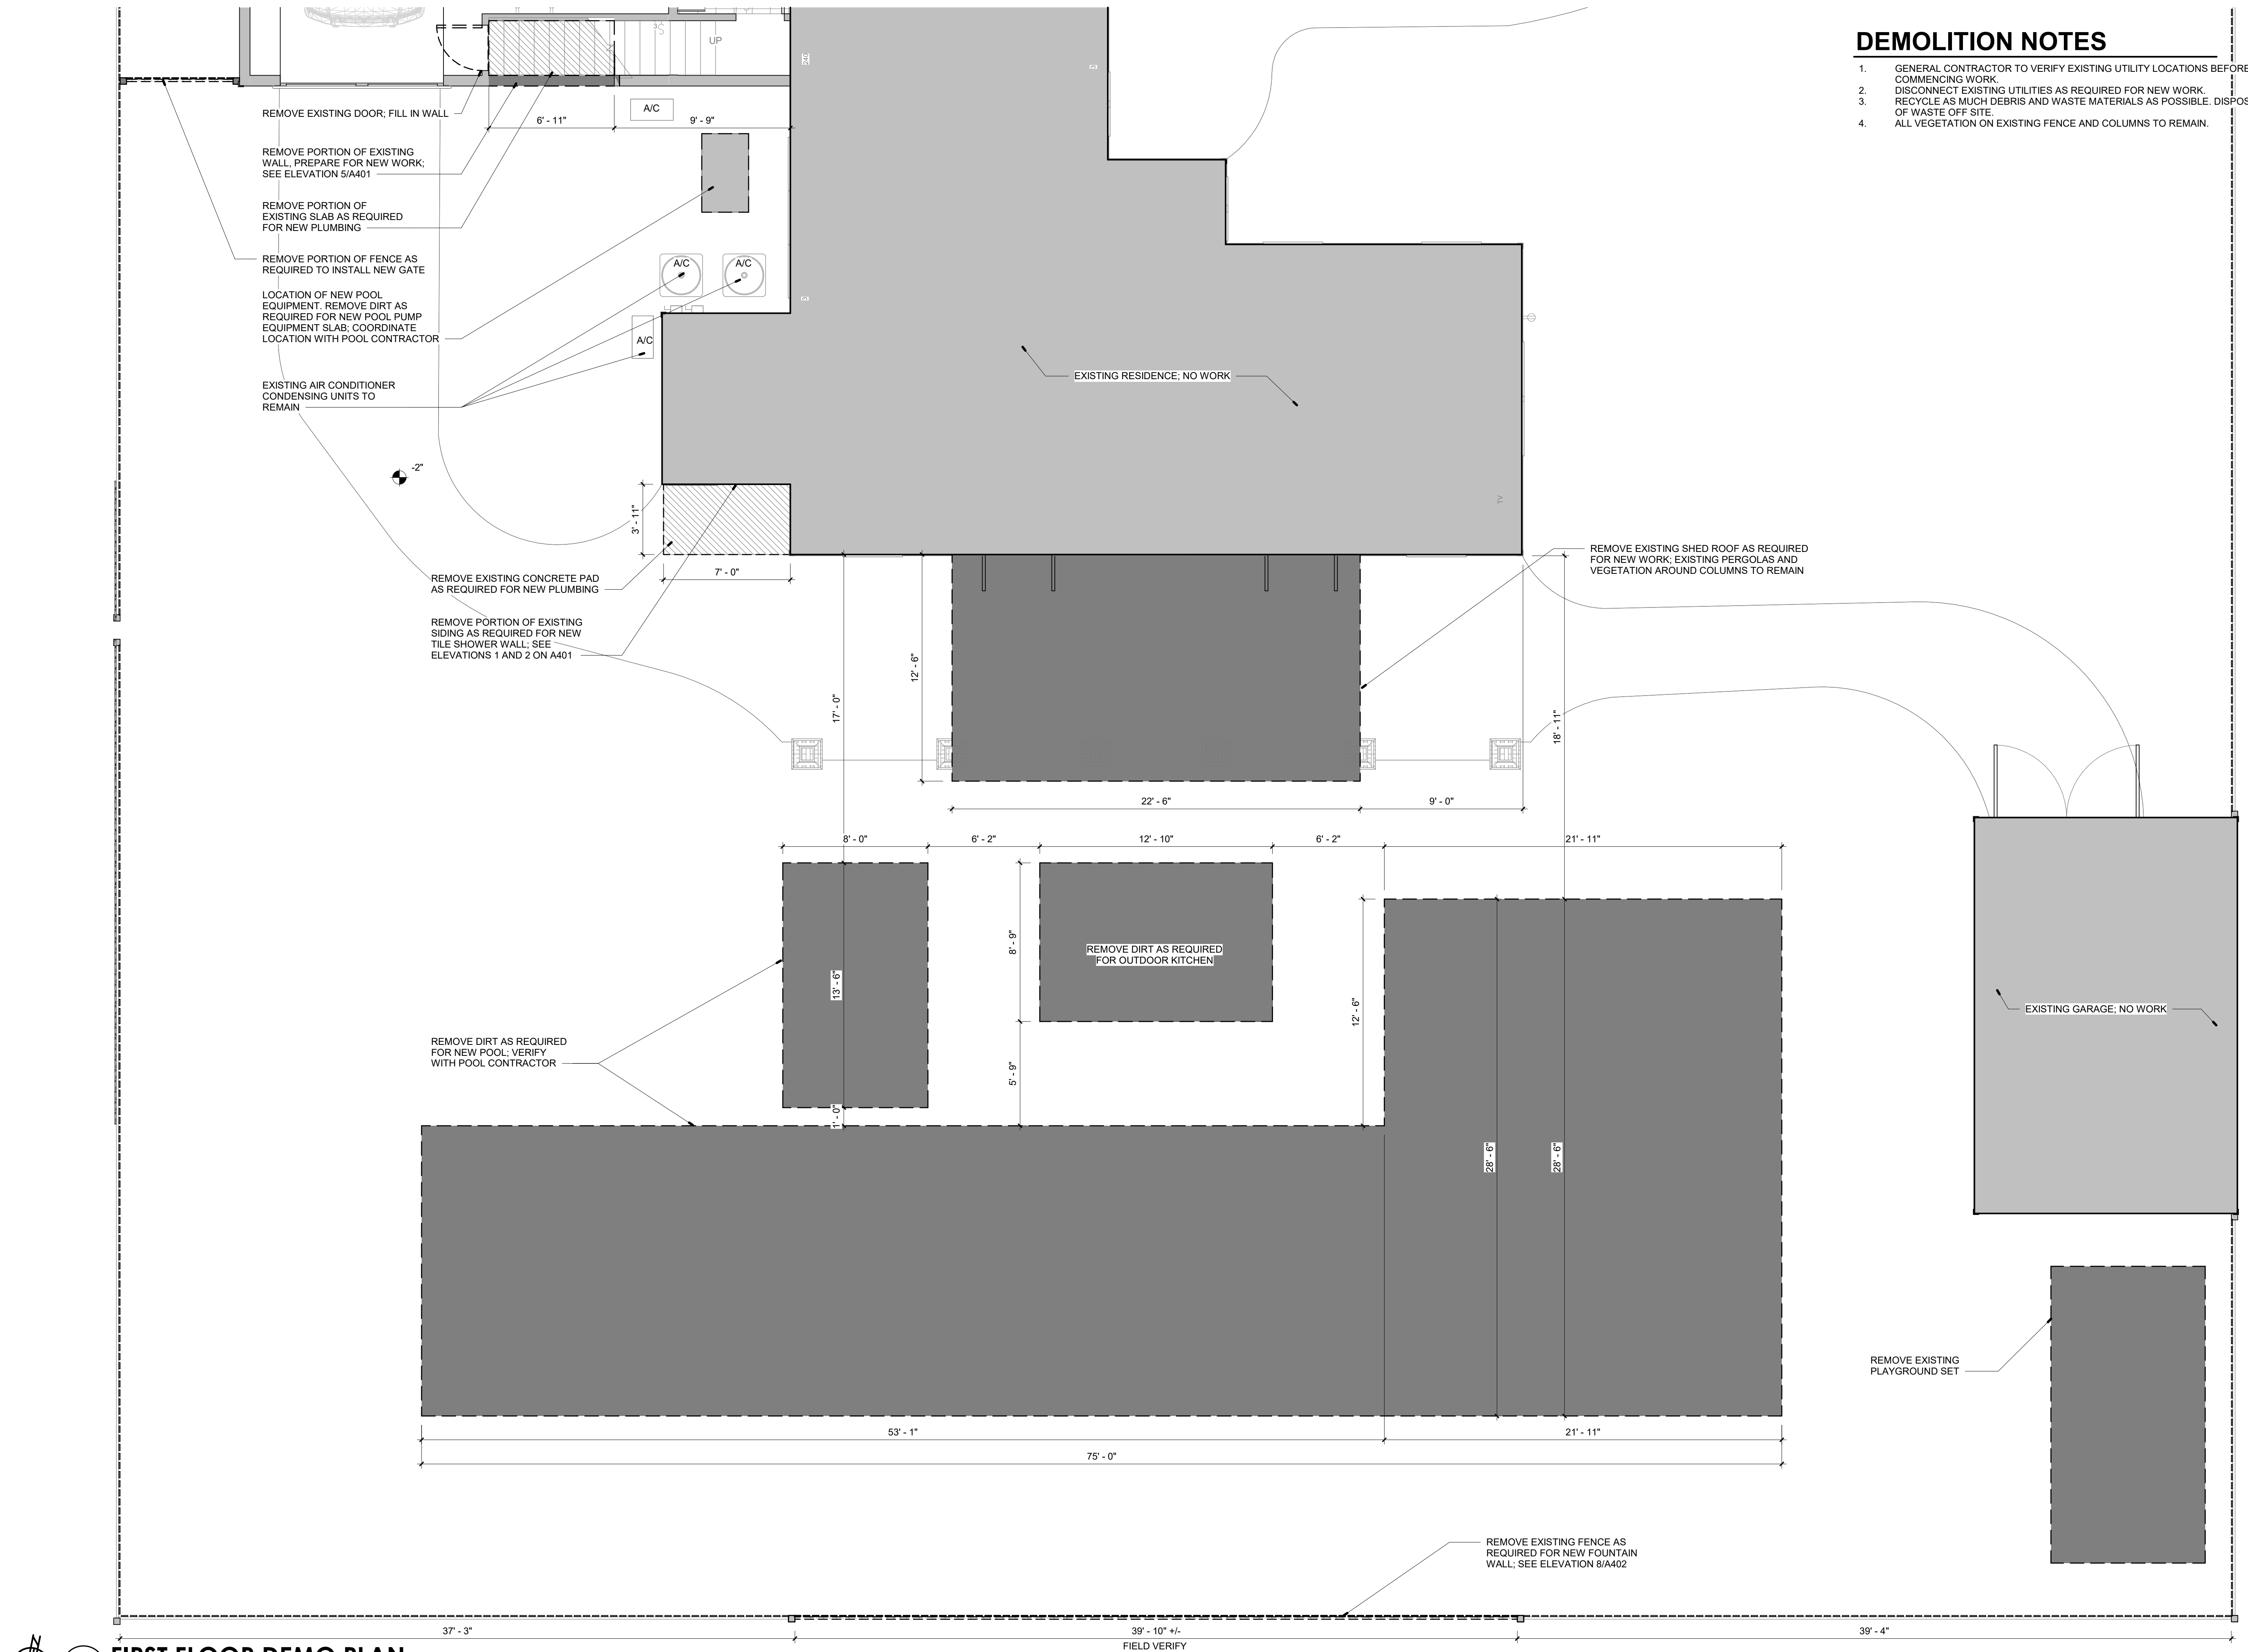 UP
DEMOLITION NOTES
1. GENERAL CONTRACTOR TO VERIFY EXISTING UTILITY LOCATIONS BEFORE
COMMENCING WORK.
2. DISCONNECT EXISTING UTILITIES AS REQUIRED FOR NEW WORK.
3. RECYCLE AS MUCH DEBRIS AND WASTE MATERIALS AS POSSIBLE. DISPOS
OF WASTE OFF SITE.
4. ALL VEGETATION ON EXISTING FENCE AND COLUMNS TO REMAIN.
REMOVE EXISTING DOOR; FILL IN WALL
A/C
6' - 11"
9' - 9"
REMOVE PORTION OF EXISTING
WALL, PREPARE FOR NEW WORK;
SEE ELEVATION 5/A401
REMOVE PORTION OF
EXISTING SLAB AS REQUIRED
FOR NEW PLUMBING
REMOVE PORTION OF FENCE AS
REQUIRED TO INSTALL NEW GATE
A/C
A/C
LOCATION OF NEW POOL
EQUIPMENT. REMOVE DIRT AS
REQUIRED FOR NEW POOL PUMP
EQUIPMENT SLAB; COORDINATE
LOCATION WITH POOL CONTRACTOR
A/C
EXISTING AIR CONDITIONER
CONDENSING UNITS TO
REMAIN
EXISTING RESIDENCE; NO WORK
-2"
TV
3' - 11"
7' - 0"
REMOVE EXISTING CONCRETE PAD
AS REQUIRED FOR NEW PLUMBING
REMOVE PORTION OF EXISTING
SIDING AS REQUIRED FOR NEW
TILE SHOWER WALL; SEE
ELEVATIONS 1 AND 2 ON A401
REMOVE EXISTING SHED ROOF AS REQUIRED
FOR NEW WORK; EXISTING PERGOLAS AND
VEGETATION AROUND COLUMNS TO REMAIN
17' - 0"
12' - 6"
18' - 11"
22' - 6"
9' - 0"
8' - 0"
6' - 2"
12' - 10"
6' - 2"
21' - 11"
13' - 6"
8' - 9"
REMOVE DIRT AS REQUIRED
FOR OUTDOOR KITCHEN
12' - 6"
EXISTING GARAGE; NO WORK
REMOVE DIRT AS REQUIRED
FOR NEW POOL; VERIFY
WITH POOL CONTRACTOR
5' - 9"
1' - 0"
28' - 6"
28' - 6"
REMOVE EXISTING
PLAYGROUND SET
53' - 1"
21' - 11"
75' - 0"
REMOVE EXISTING FENCE AS
REQUIRED FOR NEW FOUNTAIN
WALL; SEE ELEVATION 8/A402
37' - 3"
39' - 10" +/-
39' - 4"
FIELD VERIFY
N
FIRST FLOOR DEMO PLAN